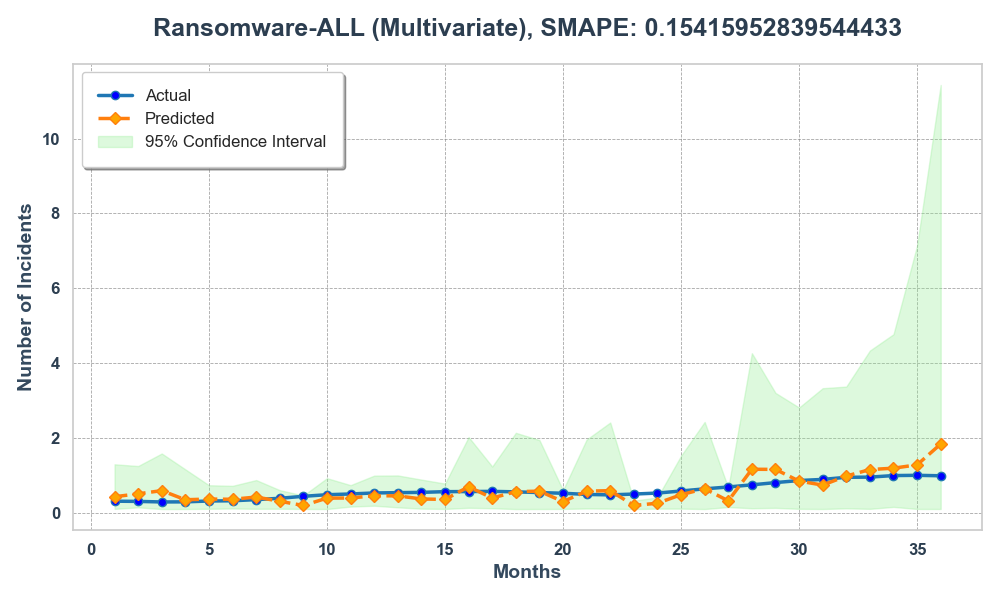 Ransomware-ALL (Multivariate), SMAPE: 0.15415952839544433
Actual
Predicted
95% Confidence Interval
Number of Incidents
10
8
6
4
2
0
0 5 10 15 20 25 30 35
Months